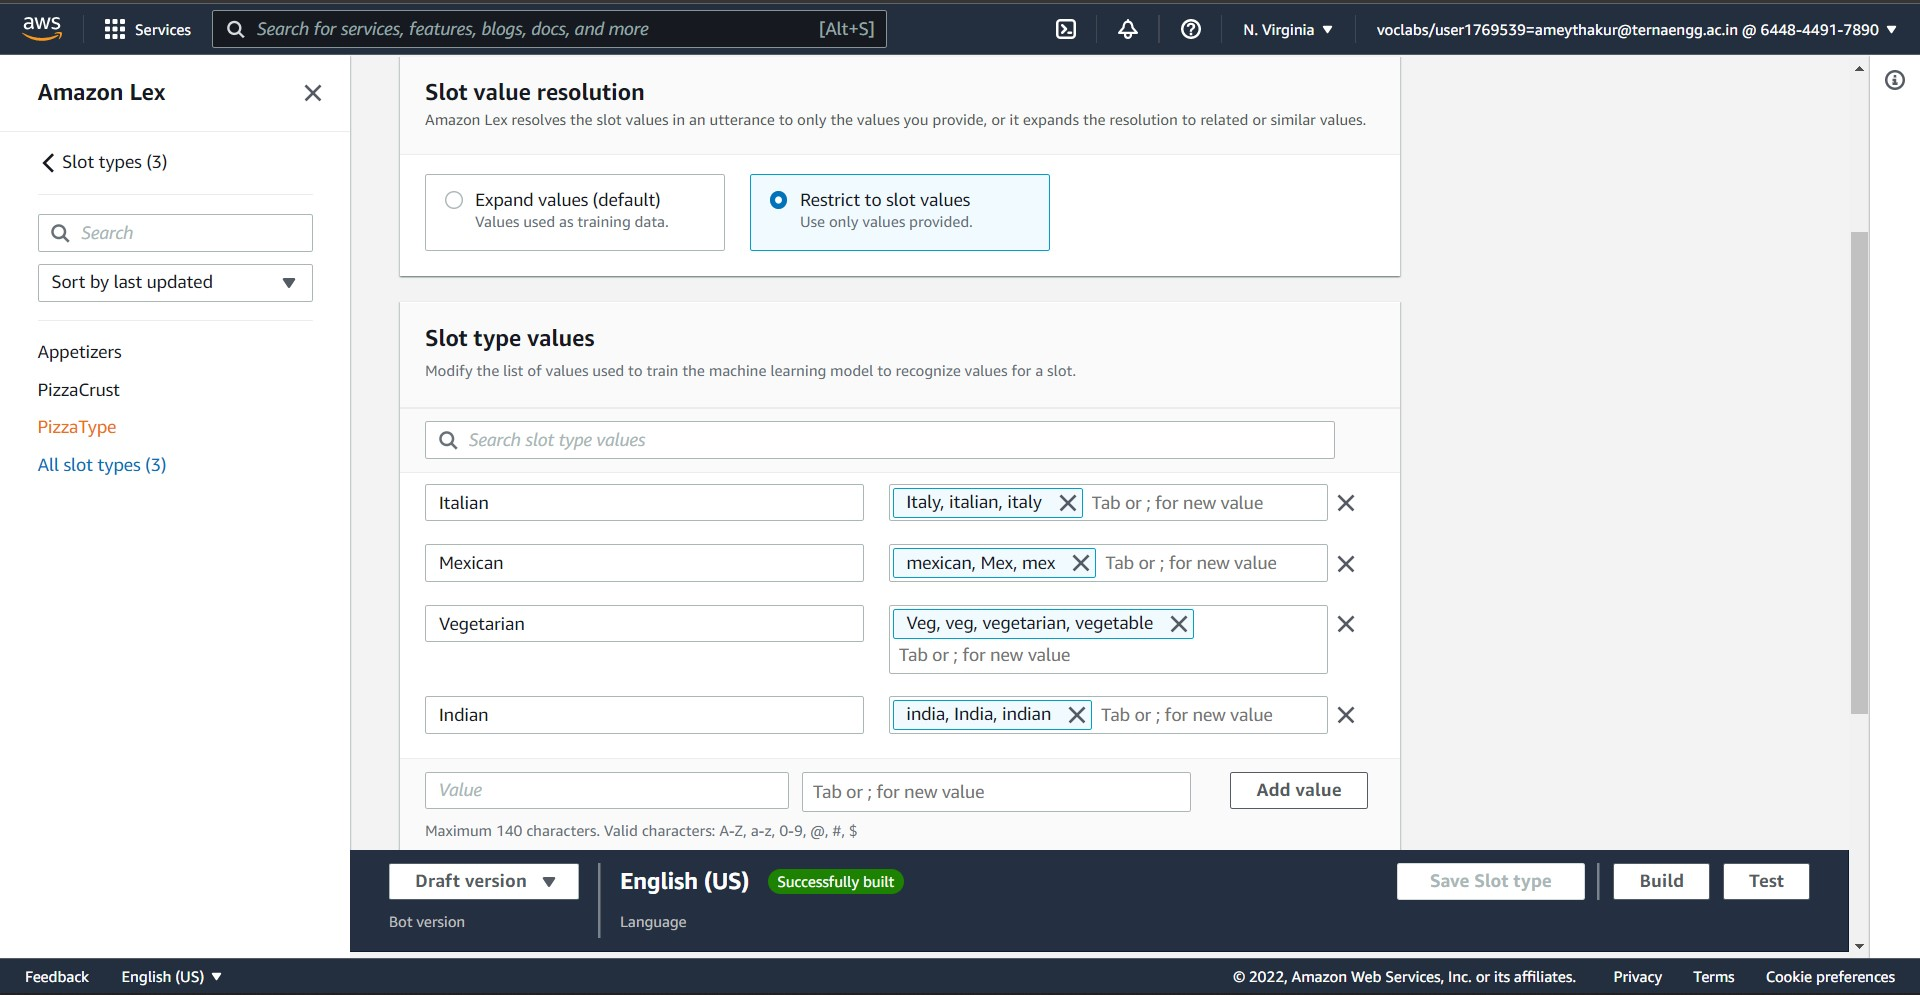 aws
Services
Search for services, features, blogs, docs, and more [Alt+S]
N. Virginia
voclabs/user1769539=ameythakur@ternaengg.ac.in @ 6448-4491-7890
Amazon Lex
Slot types (3)
Search
Sort by last updated
Appetizers
PizzaCrust
PizzaType
All slot types (3)
Slot value resolution
Amazon Lex resolves the slot values in an utterance to only the values you provide, or it expands the resolution to related or similar values.
Expand values (default)
Values used as training data.
Restrict to slot values
Use only values provided.
Slot type values
Modify the list of values used to train the machine learning model to recognize values for a slot.
Search slot type values
Italian
Italy, italian, italy
Tab or ; for new value
Mexican
mexican, Mex, mex
Tab or ; for new value
Vegetarian
Veg, veg, vegetarian, vegetable
Tab or ; for new value
Indian
india, India, indian
Tab or ; for new value
Value
Tab or ; for new value
Add value
Maximum 140 characters. Valid characters: A-Z, a-z, 0-9, @, #, $
Draft version
Bot version
English (US)
Successfully built
Language
Save Slot type
Build
Test
Feedback
English (US)
© 2022, Amazon Web Services, Inc. or its affiliates.
Privacy
Terms
Cookie preferences